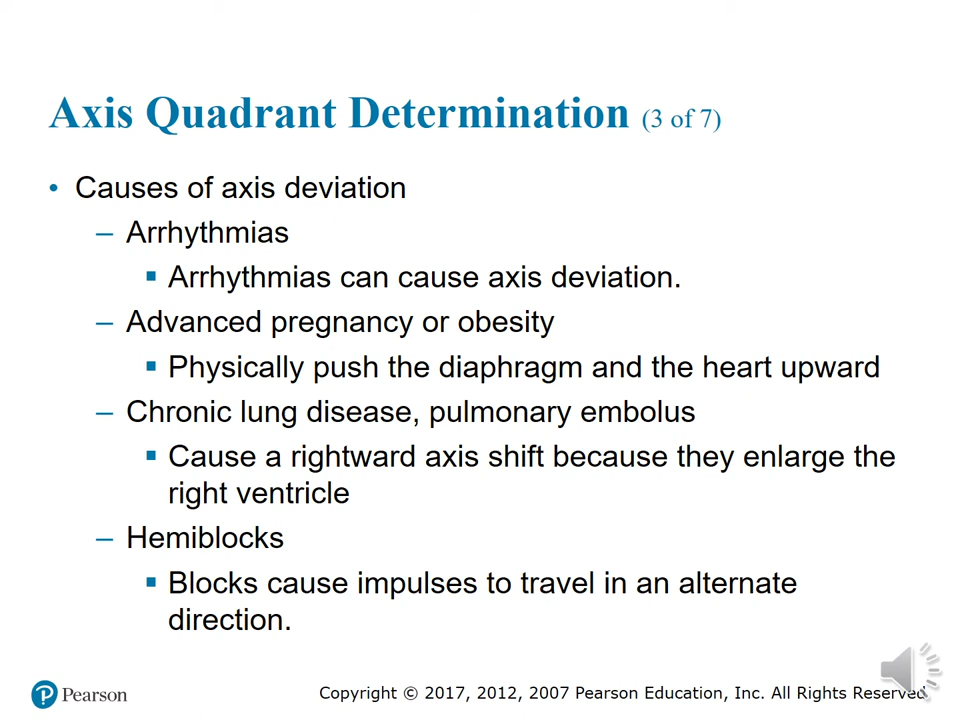 Axis Quadrant Determination (3 of 7)
• Causes of axis deviation
– Arrhythmias
▪ Arrhythmias can cause axis deviation.
– Advanced pregnancy or obesity
▪ Physically push the diaphragm and the heart upward
– Chronic lung disease, pulmonary embolus
▪ Cause a rightward axis shift because they enlarge the
right ventricle
– Hemiblocks
▪ Blocks cause impulses to travel in an alternate
direction.
P Pearson
Copyright © 2017, 2012, 2007 Pearson Education, Inc. All Rights Reserved